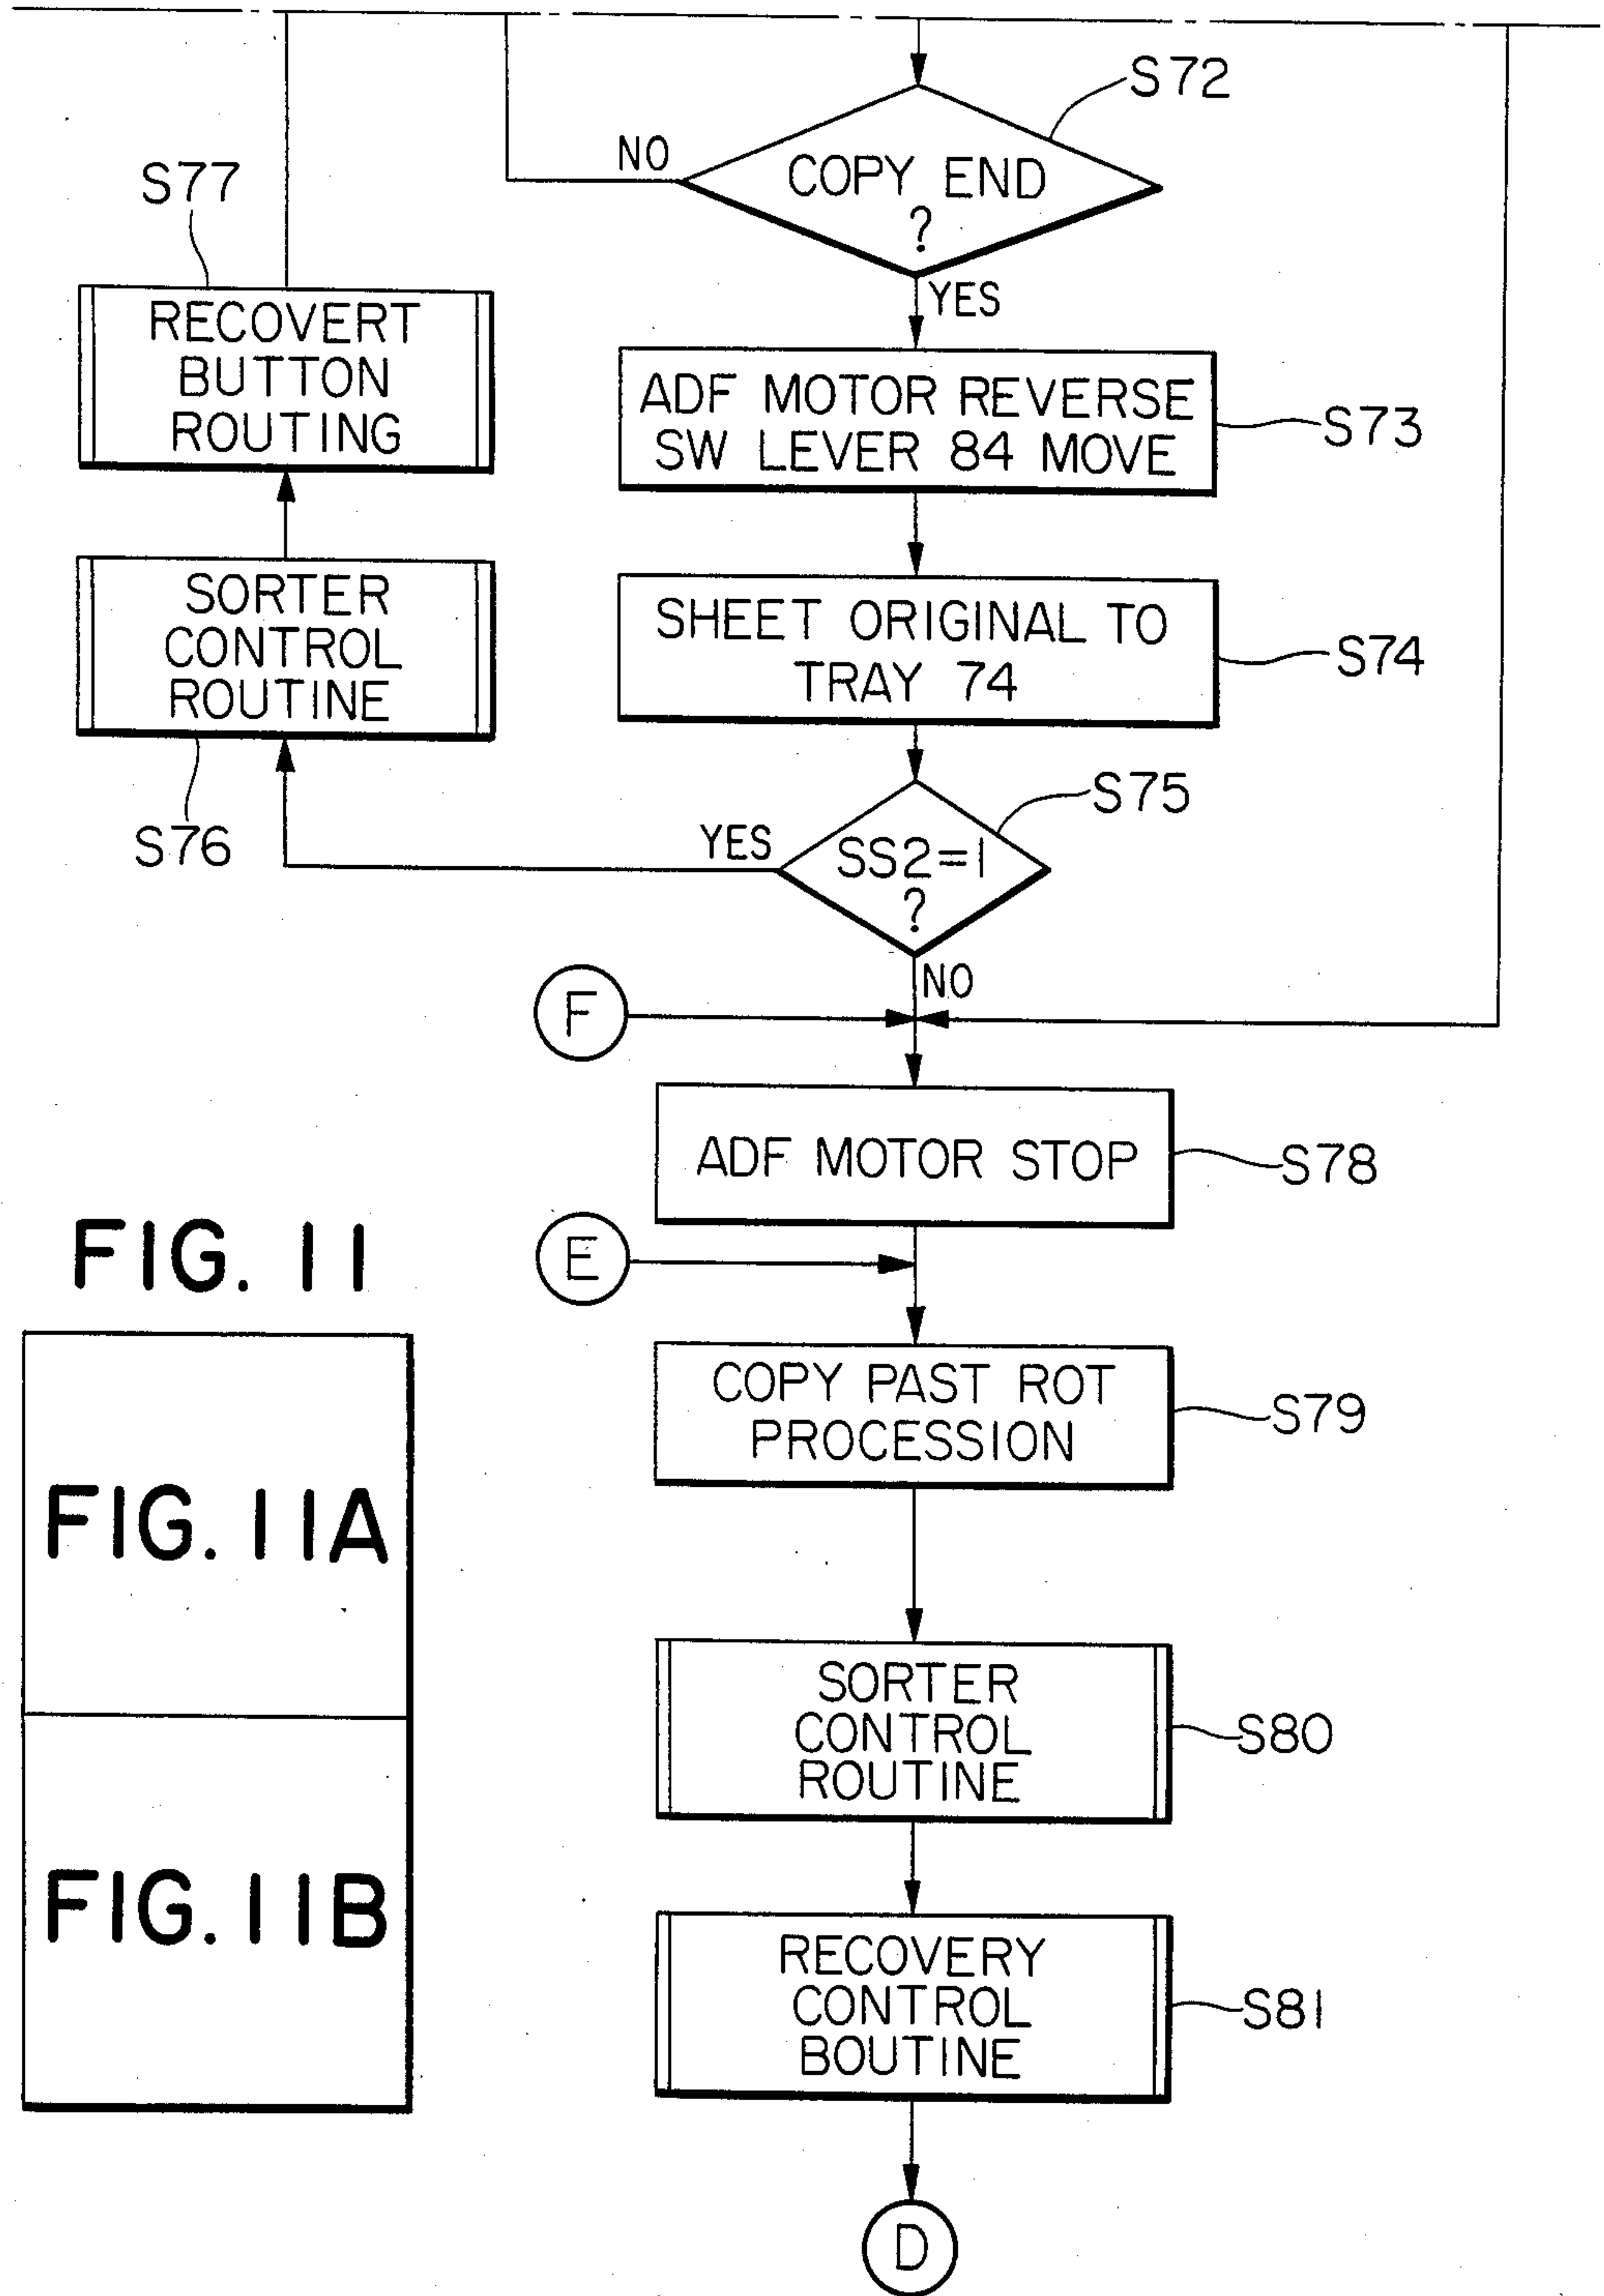 S72
NO
COPY END
?
YES
S77
RECOVERT
BUTTON
ROUTING
ADF MOTOR REVERSE
SW LEVER 84 MOVE
S73
SORTER
CONTROL
ROUTINE
S76
SHEET ORIGINAL TO
TRAY 74
S74
S75
YES
SS2=1
?
NO
F
ADF MOTOR STOP
S78
E
COPY PAST ROT
PROCESSION
S79
SORTER
CONTROL
ROUTINE
S80
RECOVERY
CONTROL
BOUTINE
S81
D
FIG. 11
FIG. 11A
FIG. 11B